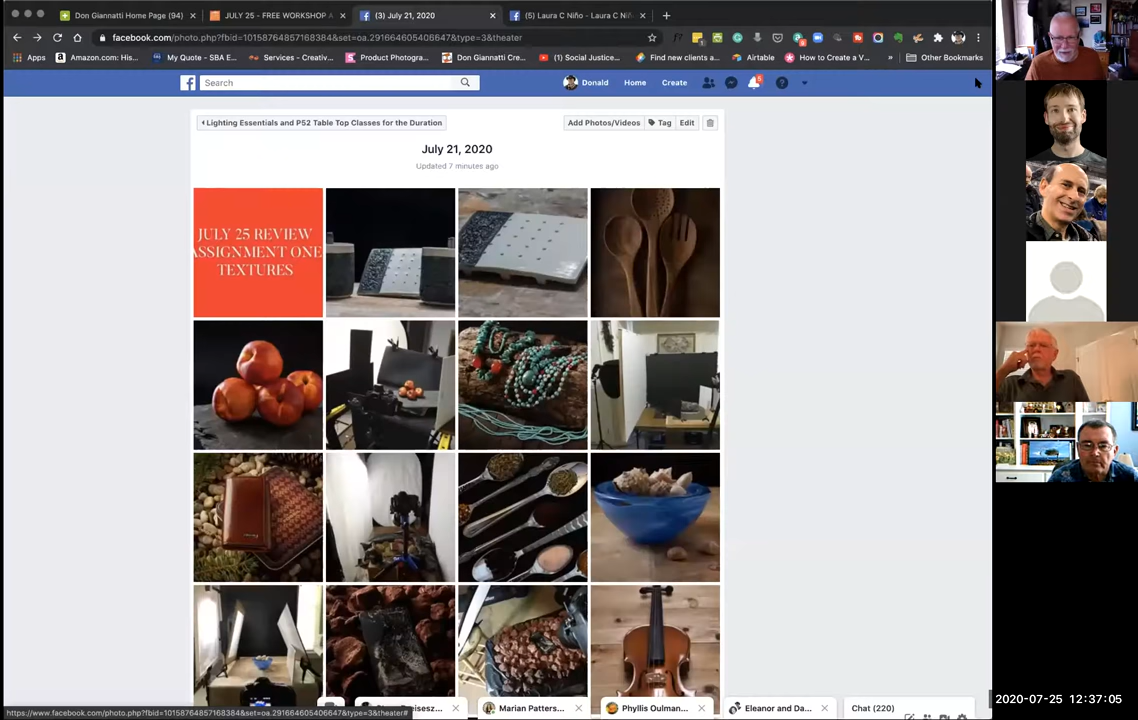 Don Giannatti Home Page (94)
JULY 25 - FREE WORKSHOP A
(3) July 21, 2020
(5) Laura C Niño - Laura C Ni
facebook.com/photo.php?fbid=10158764857168384&set=oa.291664605406647&type=3&theater
Apps
Amazon.com: His...
My Quote - SBA E...
Services - Creativ...
Product Photogra...
Don Giannatti Cre...
(1) Social Justice...
Find new clients a...
Airtable
How to Create a V...
»
Other Bookmarks
Search
Donald
Home
Create
5
Lighting Essentials and P52 Table Top Classes for the Duration
Add Photos/Videos
Tag
Edit
July 21, 2020
Updated 7 minutes ago
JULY 25 REVIEW
ASSIGNMENT ONE
TEXTURES
https://www.facebook.com/photo.php?fbid=10158764857168384&set=oa.291664605406647&type=3&theater#
Marian Patters...
Phyllis Oulman...
Eleanor and Da...
Chat (220)
2020-07-25 12:37:05